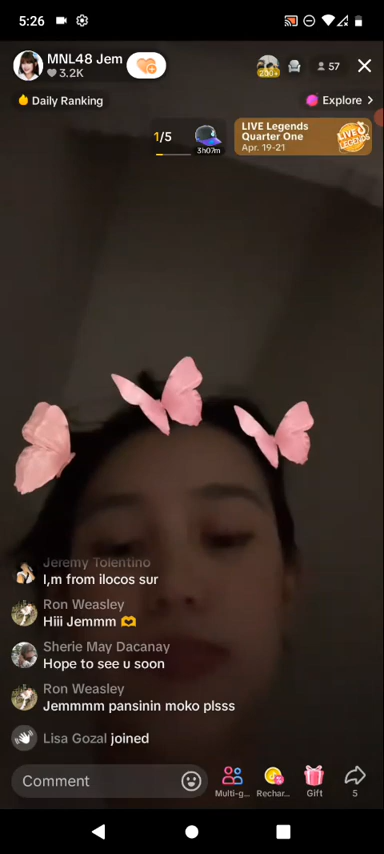 5:26
MNL48 Jem
3.2K
57
Daily Ranking
Explore
1/5
3h07m
LIVE Legends
Quarter One
Apr. 19-21
LIVE
LEGENDS
Jeremy Tolentino
I,m from ilocos sur
Ron Weasley
Hiii Jemmm 🫶
Sherie May Dacanay
Hope to see u soon
Ron Weasley
Jemmmm pansinin moko plsss
Lisa Gozal joined
Comment
Multi-g...
Rechar...
Gift
5